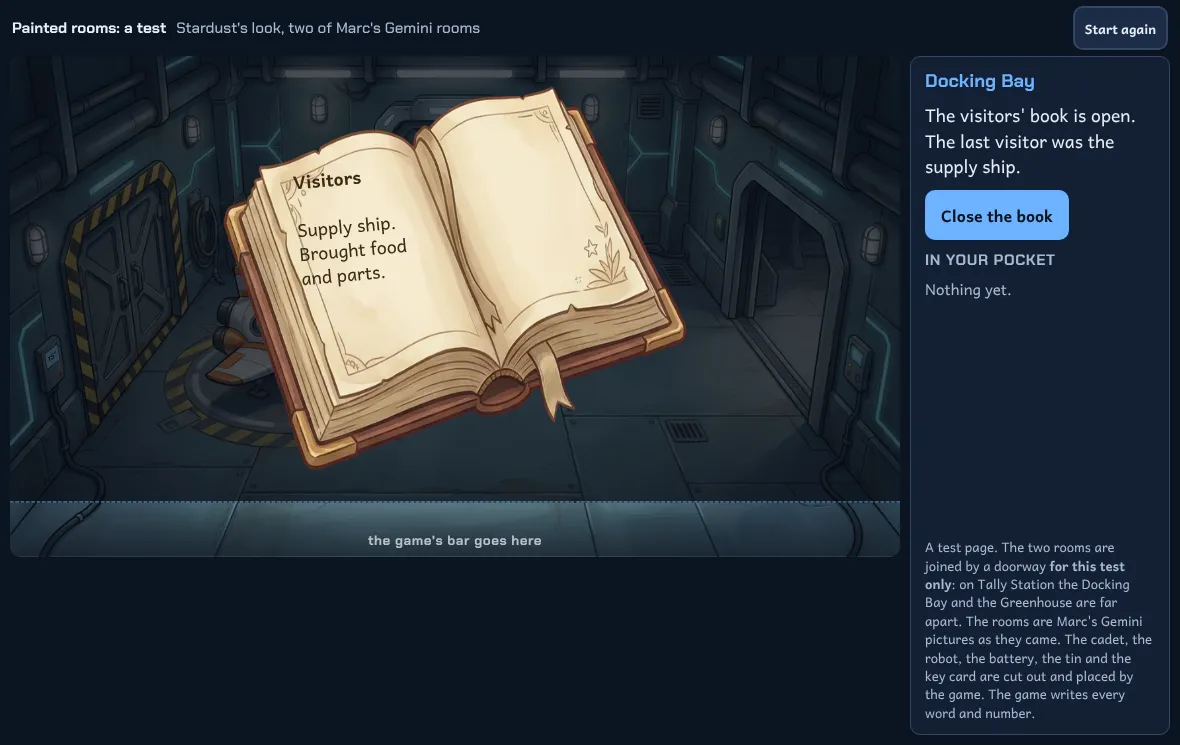 Painted rooms: a test Stardust's look, two of Marc's Gemini rooms
Start again
Visitors
Supply ship.
Brought food
and parts.
the game's bar goes here
Docking Bay
The visitors' book is open.
The last visitor was the
supply ship.
Close the book
IN YOUR POCKET
Nothing yet.
A test page. The two rooms are
joined by a doorway for this test
only: on Tally Station the Docking
Bay and the Greenhouse are far
apart. The rooms are Marc's Gemini
pictures as they came. The cadet, the
robot, the battery, the tin and the
key card are cut out and placed by
the game. The game writes every
word and number.